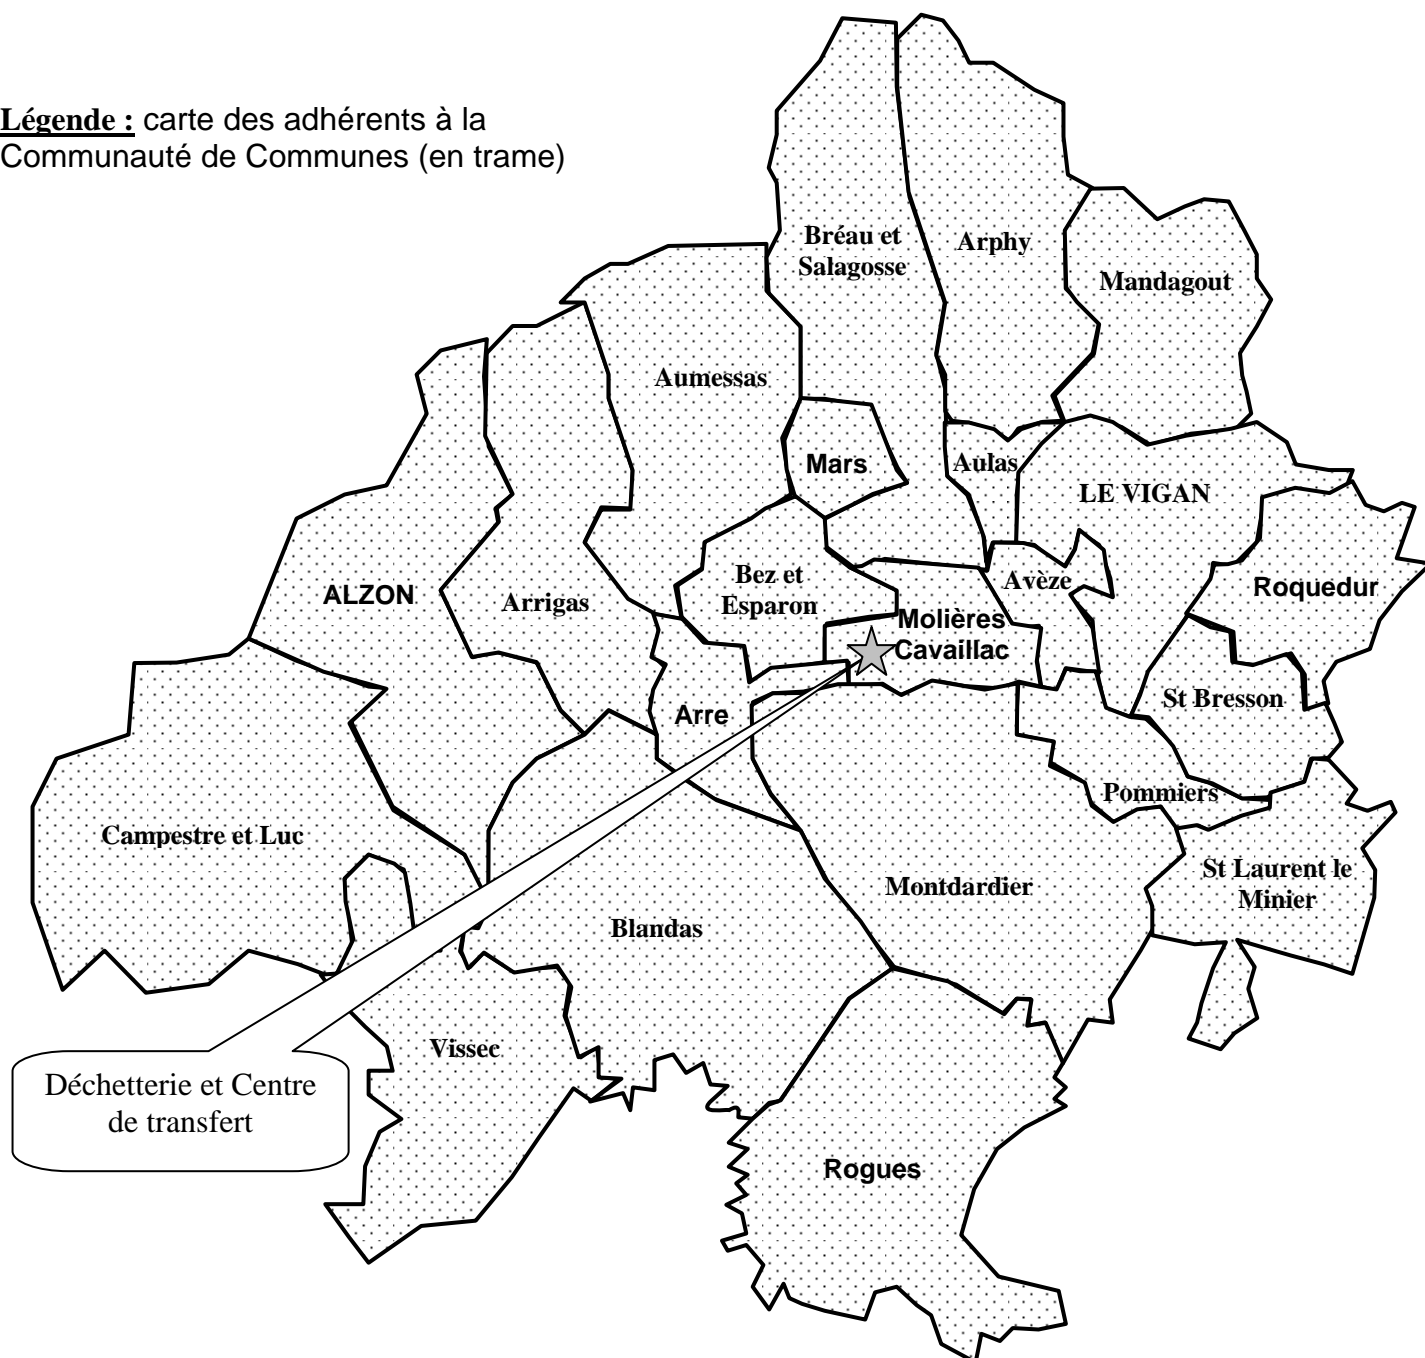 Légende : carte des adhérents à la
Communauté de Communes (en trame)
Bréau et
Salagosse
Arphy
Mandagout
Aumessas
Mars
Aulas
LE VIGAN
ALZON
Arrigas
Bez et
Esparon
Avèze
Roquedur
Molières
Cavaillac
Arre
St Bresson
Pommiers
Campestre et Luc
Montdardier
St Laurent le
Minier
Blandas
Vissec
Déchetterie et Centre
de transfert
Rogues